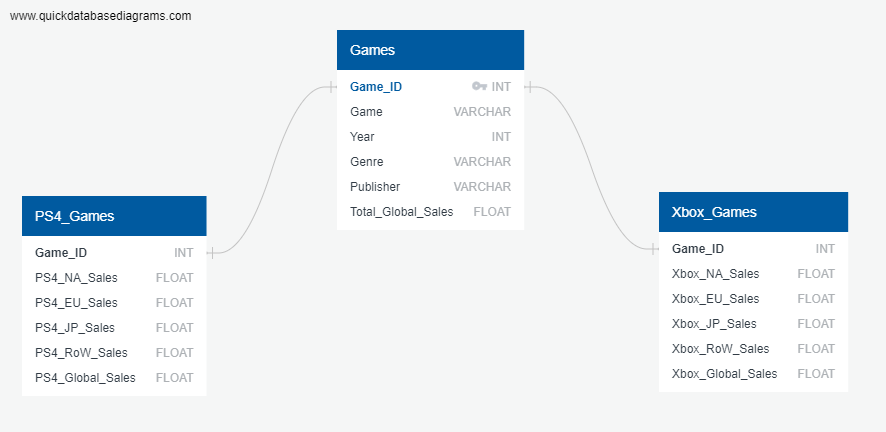 www.quickdatabasediagrams.com
Games
Game_ID INT
Game VARCHAR
Year INT
Genre VARCHAR
Publisher VARCHAR
Total_Global_Sales FLOAT
PS4_Games
Game_ID INT
PS4_NA_Sales FLOAT
PS4_EU_Sales FLOAT
PS4_JP_Sales FLOAT
PS4_RoW_Sales FLOAT
PS4_Global_Sales FLOAT
Xbox_Games
Game_ID INT
Xbox_NA_Sales FLOAT
Xbox_EU_Sales FLOAT
Xbox_JP_Sales FLOAT
Xbox_RoW_Sales FLOAT
Xbox_Global_Sales FLOAT